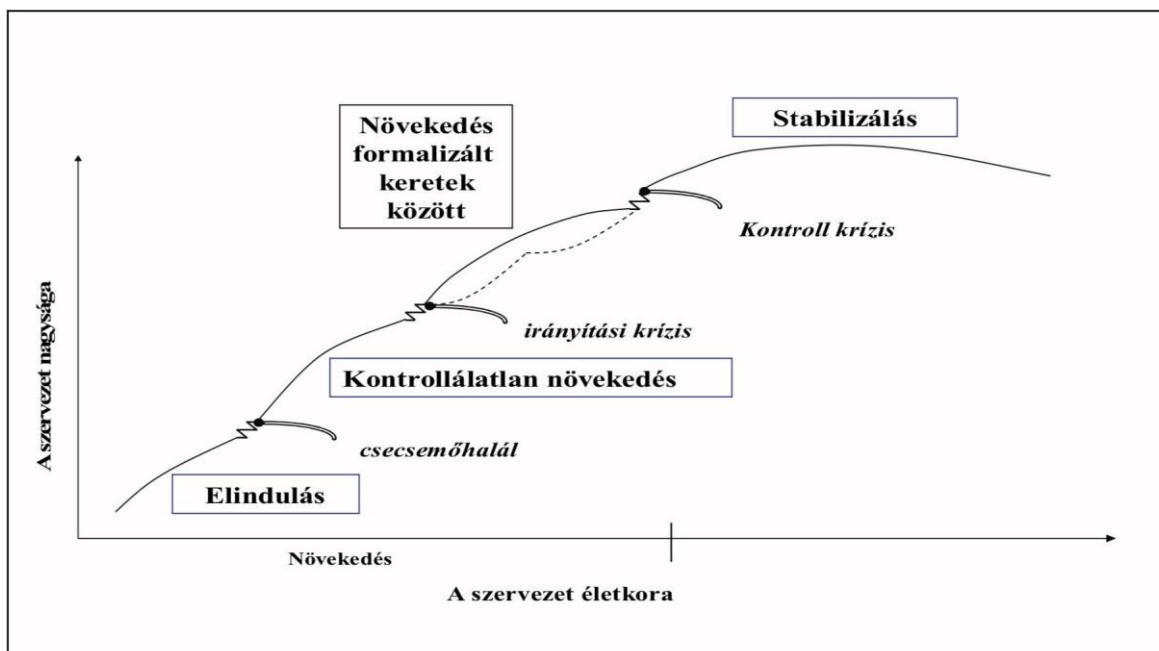 Stabilizálás
Növekedés
formalizált
keretek
között
Kontroll krízis
A szervezet nagysága
irányítási krízis
Kontrollálatlan növekedés
csecsemőhalál
Elindulás
Növekedés
A szervezet életkora